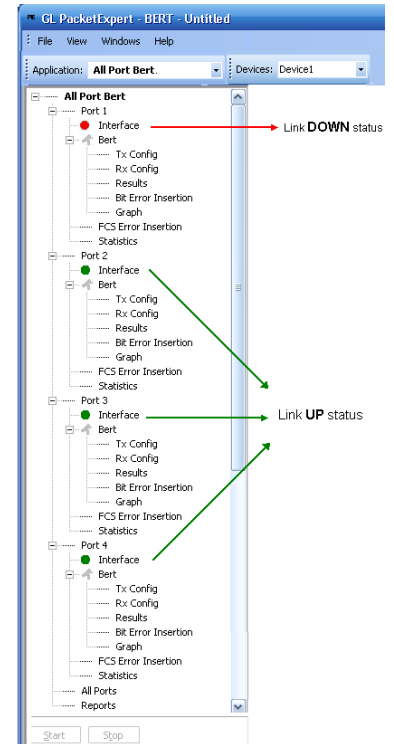 GL PacketExpert - BERT - Untitled
File View Windows Help
Application: All Port Bert. Devices: Device1
All Port Bert
Port 1
Interface Link DOWN status
Bert
Tx Config
Rx Config
Results
Bit Error Insertion
Graph
FCS Error Insertion
Statistics
Port 2
Interface
Bert
Tx Config
Rx Config
Results
Bit Error Insertion
Graph
FCS Error Insertion
Statistics
Port 3
Interface Link UP status
Bert
Tx Config
Rx Config
Results
Bit Error Insertion
Graph
FCS Error Insertion
Statistics
Port 4
Interface
Bert
Tx Config
Rx Config
Results
Bit Error Insertion
Graph
FCS Error Insertion
Statistics
All Ports
Reports
Start Stop